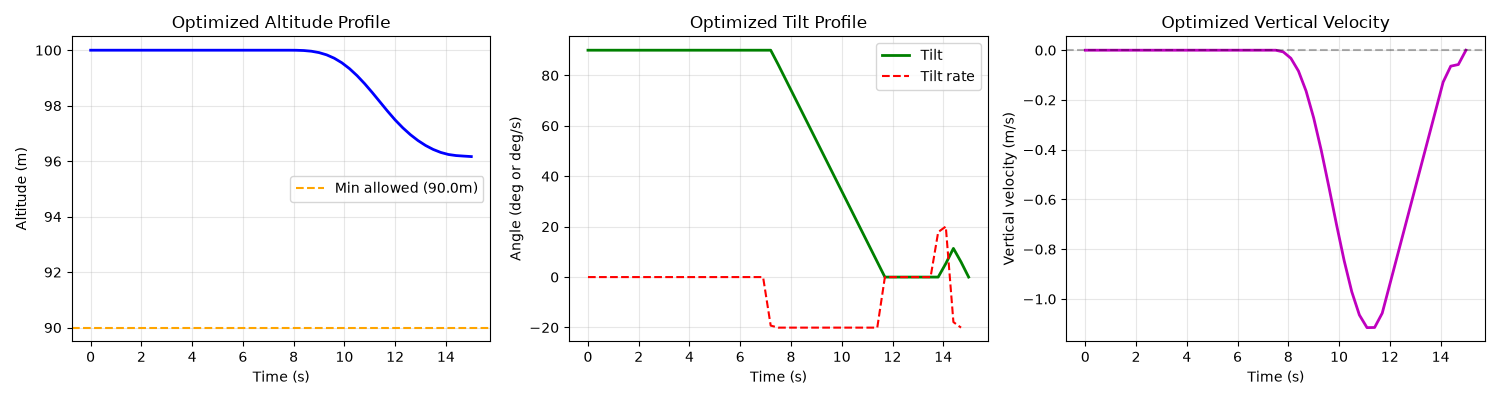 Optimized Altitude Profile
Altitude (m)
100
98
96
94
92
90
Min allowed (90.0m)
0 2 4 6 8 10 12 14
Time (s)
Optimized Tilt Profile
Angle (deg or deg/s)
80
60
40
20
0
−20
Tilt
Tilt rate
0 2 4 6 8 10 12 14
Time (s)
Optimized Vertical Velocity
Vertical velocity (m/s)
0.0
−0.2
−0.4
−0.6
−0.8
−1.0
0 2 4 6 8 10 12 14
Time (s)